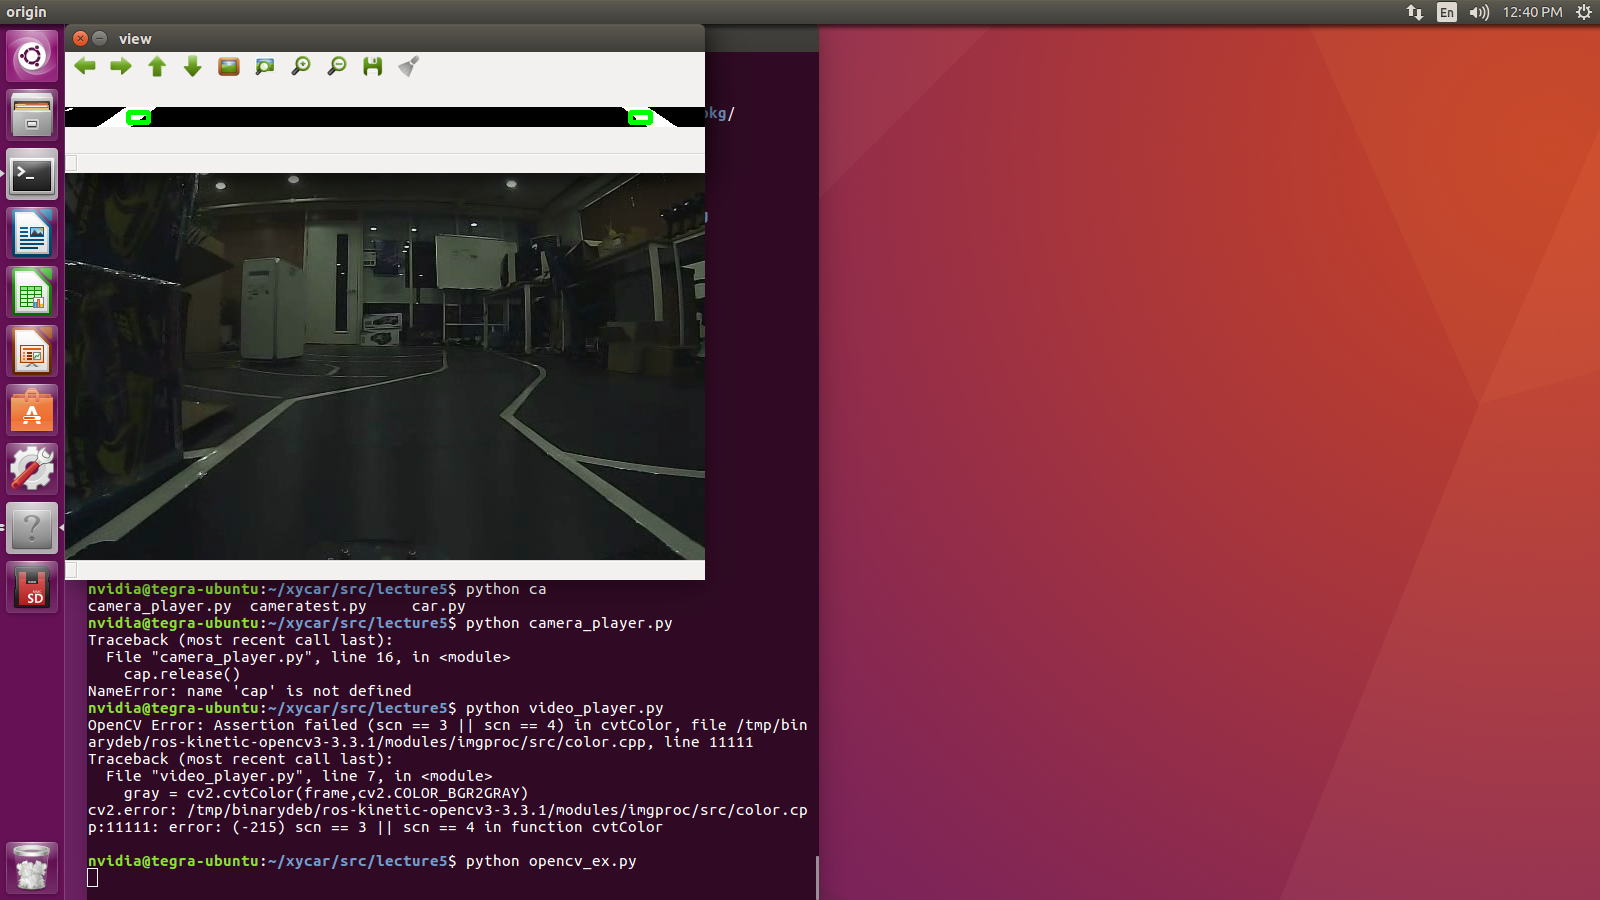 origin
En
12:40 PM
view
pkg/
nvidia@tegra-ubuntu:~/xycar/src/lecture5$ python ca
camera_player.py  cameratest.py     car.py
nvidia@tegra-ubuntu:~/xycar/src/lecture5$ python camera_player.py
Traceback (most recent call last):
  File "camera_player.py", line 16, in <module>
    cap.release()
NameError: name 'cap' is not defined
nvidia@tegra-ubuntu:~/xycar/src/lecture5$ python video_player.py
OpenCV Error: Assertion failed (scn == 3 || scn == 4) in cvtColor, file /tmp/bin
arydeb/ros-kinetic-opencv3-3.3.1/modules/imgproc/src/color.cpp, line 11111
Traceback (most recent call last):
  File "video_player.py", line 7, in <module>
    gray = cv2.cvtColor(frame,cv2.COLOR_BGR2GRAY)
cv2.error: /tmp/binarydeb/ros-kinetic-opencv3-3.3.1/modules/imgproc/src/color.cp
p:11111: error: (-215) scn == 3 || scn == 4 in function cvtColor
nvidia@tegra-ubuntu:~/xycar/src/lecture5$ python opencv_ex.py
SD